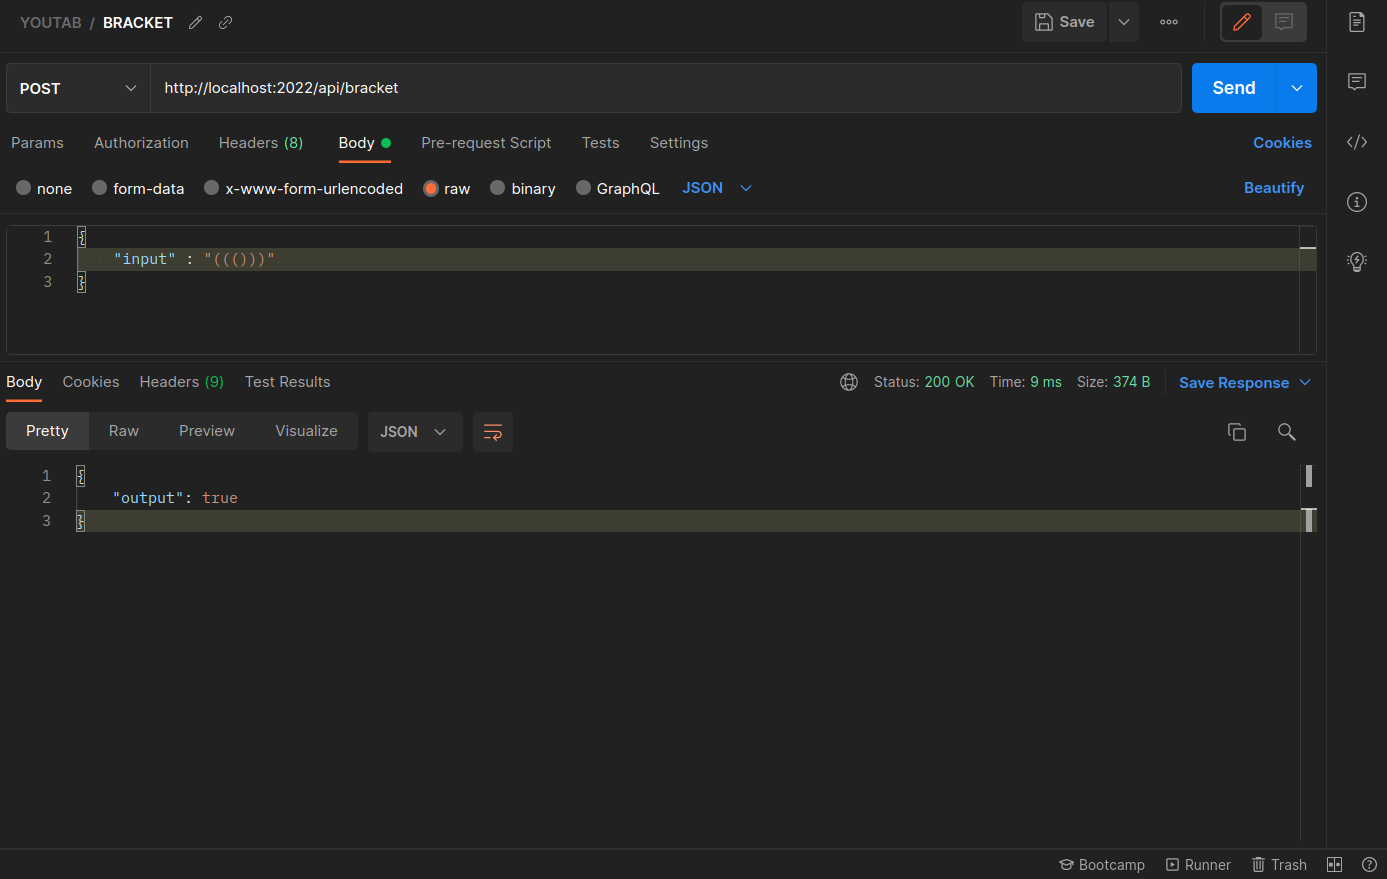 YOUTAB / BRACKET
Save
POST
http://localhost:2022/api/bracket
Send
Params Authorization Headers (8) Body Pre-request Script Tests Settings Cookies
none form-data x-www-form-urlencoded raw binary GraphQL JSON Beautify
1 {
2 "input" : "((()))"
3 }
Body Cookies Headers (9) Test Results Status: 200 OK Time: 9 ms Size: 374 B Save Response
Pretty Raw Preview Visualize JSON
1 {
2 "output": true
3 }
Bootcamp Runner Trash